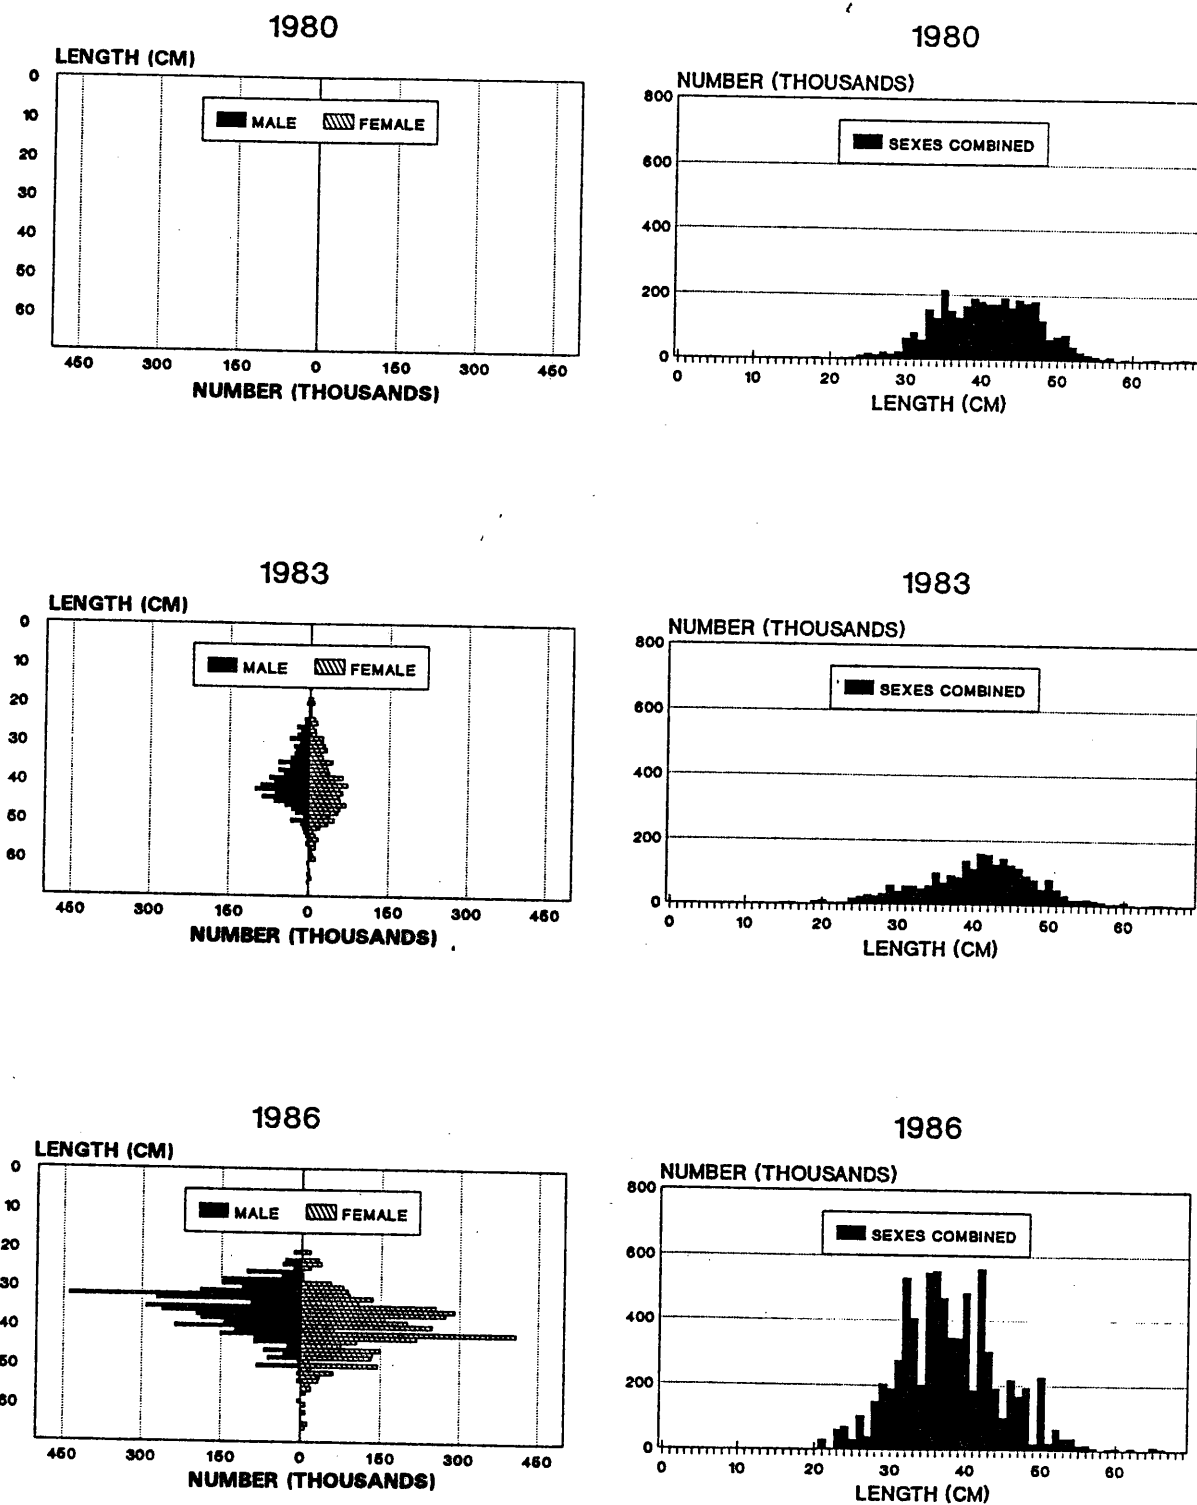 1980
LENGTH (CM)
0
10
20
30
40
50
60
MALE FEMALE
450 300 150 0 150 300 450
NUMBER (THOUSANDS)
1980
NUMBER (THOUSANDS)
800
600
400
200
0
SEXES COMBINED
0 10 20 30 40 50 60
LENGTH (CM)
1983
LENGTH (CM)
0
10
20
30
40
50
60
MALE FEMALE
450 300 150 0 150 300 450
NUMBER (THOUSANDS)
1983
NUMBER (THOUSANDS)
800
600
400
200
0
SEXES COMBINED
0 10 20 30 40 50 60
LENGTH (CM)
1986
LENGTH (CM)
0
10
20
30
40
50
60
MALE FEMALE
450 300 150 0 150 300 450
NUMBER (THOUSANDS)
1986
NUMBER (THOUSANDS)
800
600
400
200
0
SEXES COMBINED
0 10 20 30 40 50 60
LENGTH (CM)